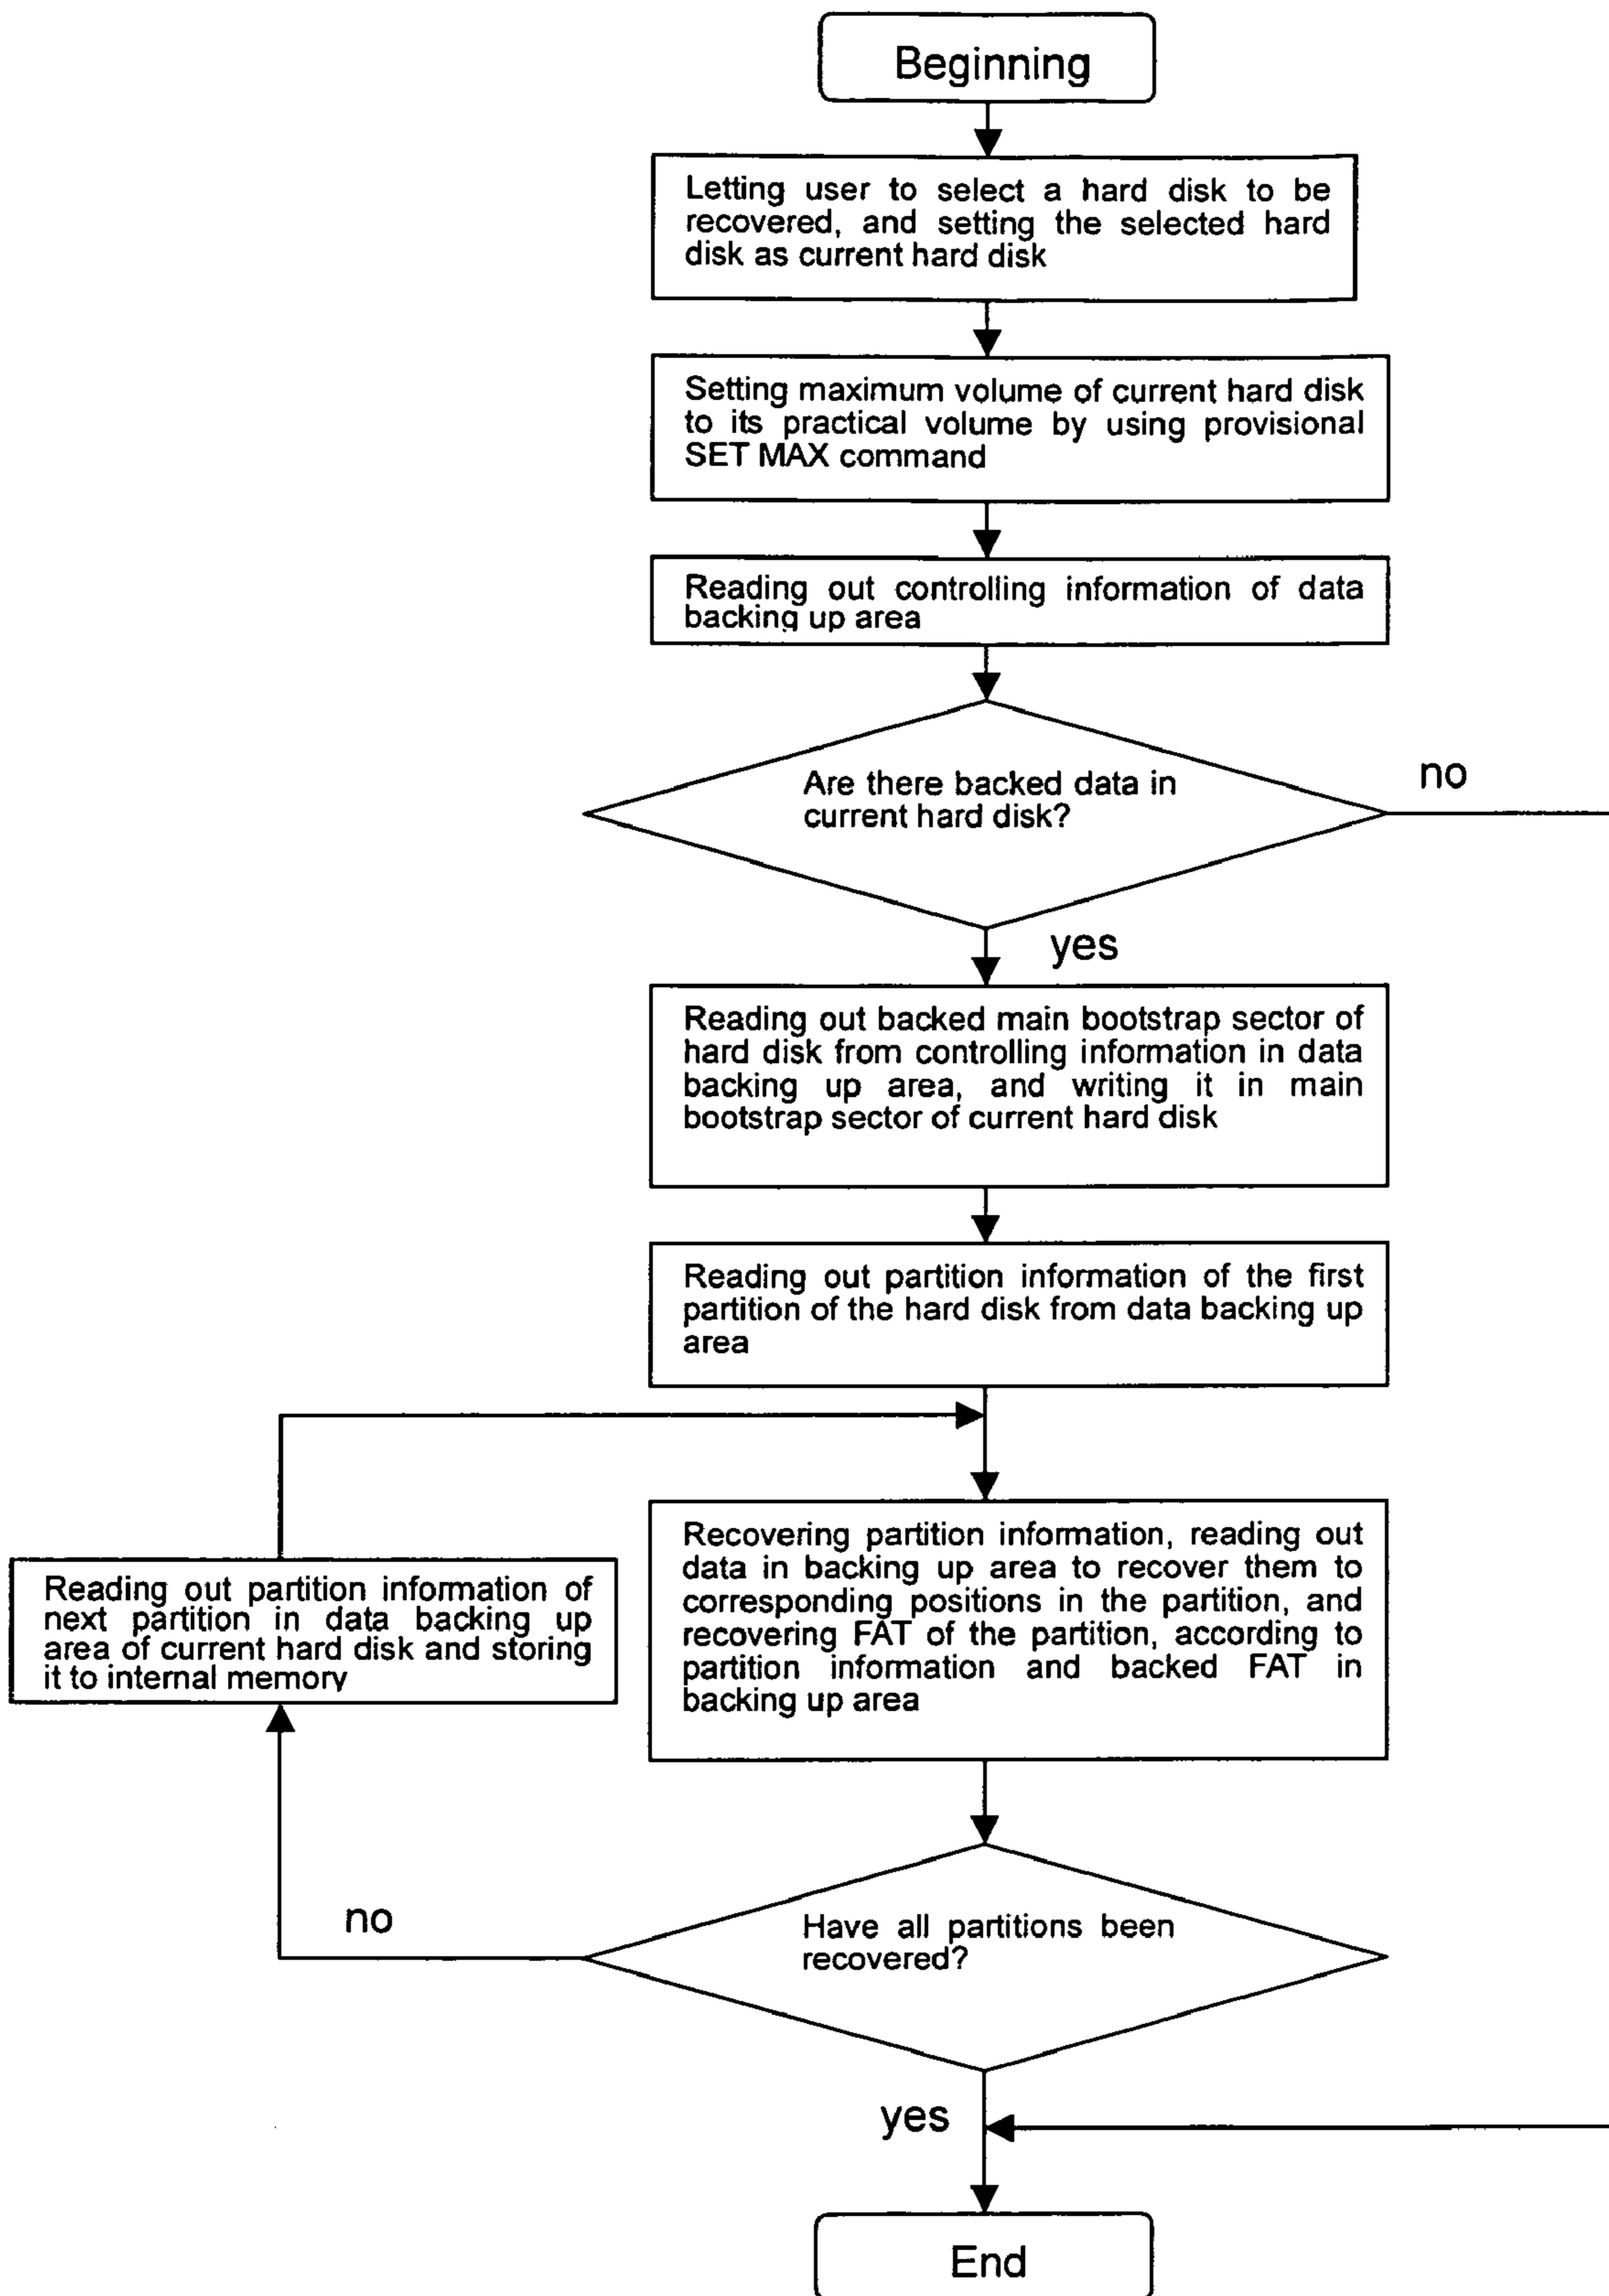 Beginning
Letting user to select a hard disk to be
recovered, and setting the selected hard
disk as current hard disk
Setting maximum volume of current hard disk
to its practical volume by using provisional
SET MAX command
Reading out controlling information of data
backing up area
Are there backed data in
current hard disk?
no
yes
Reading out backed main bootstrap sector of
hard disk from controlling information in data
backing up area, and writing it in main
bootstrap sector of current hard disk
Reading out partition information of the first
partition of the hard disk from data backing up
area
Recovering partition information, reading out
data in backing up area to recover them to
corresponding positions in the partition, and
recovering FAT of the partition, according to
partition information and backed FAT in
backing up area
Reading out partition information of
next partition in data backing up
area of current hard disk and storing
it to internal memory
no
Have all partitions been
recovered?
yes
End